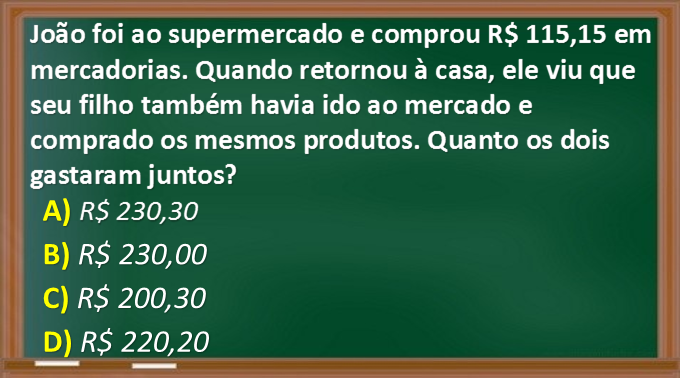 João foi ao supermercado e comprou R$ 115,15 em
mercadorias. Quando retornou à casa, ele viu que
seu filho também havia ido ao mercado e
comprado os mesmos produtos. Quanto os dois
gastaram juntos?
A) R$ 230,30
B) R$ 230,00
C) R$ 200,30
D) R$ 220,20